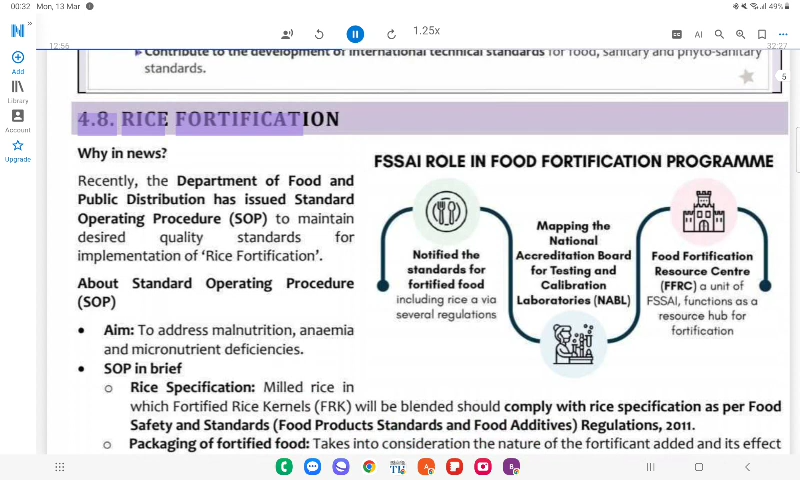 00:32 Mon, 13 Mar
49%
N
»
Add
Library
Account
Upgrade
1.25x
AI
12:56
32:27
5
▸ Contribute to the development of international technical standards for food, sanitary and phyto-sanitary
standards.
4.8. RICE FORTIFICATION
Why in news?
Recently, the Department of Food and
Public Distribution has issued Standard
Operating Procedure (SOP) to maintain
desired quality standards for
implementation of ‘Rice Fortification’.
About Standard Operating Procedure
(SOP)
• Aim: To address malnutrition, anaemia
and micronutrient deficiencies.
• SOP in brief
FSSAI ROLE IN FOOD FORTIFICATION PROGRAMME
Notified the
standards for
fortified food
including rice a via
several regulations
Mapping the
National
Accreditation Board
for Testing and
Calibration
Laboratories (NABL)
Food Fortification
Resource Centre
(FFRC) a unit of
FSSAI, functions as a
resource hub for
fortification
o Rice Specification: Milled rice in
which Fortified Rice Kernels (FRK) will be blended should comply with rice specification as per Food
Safety and Standards (Food Products Standards and Food Additives) Regulations, 2011.
o Packaging of fortified food: Takes into consideration the nature of the fortificant added and its effect